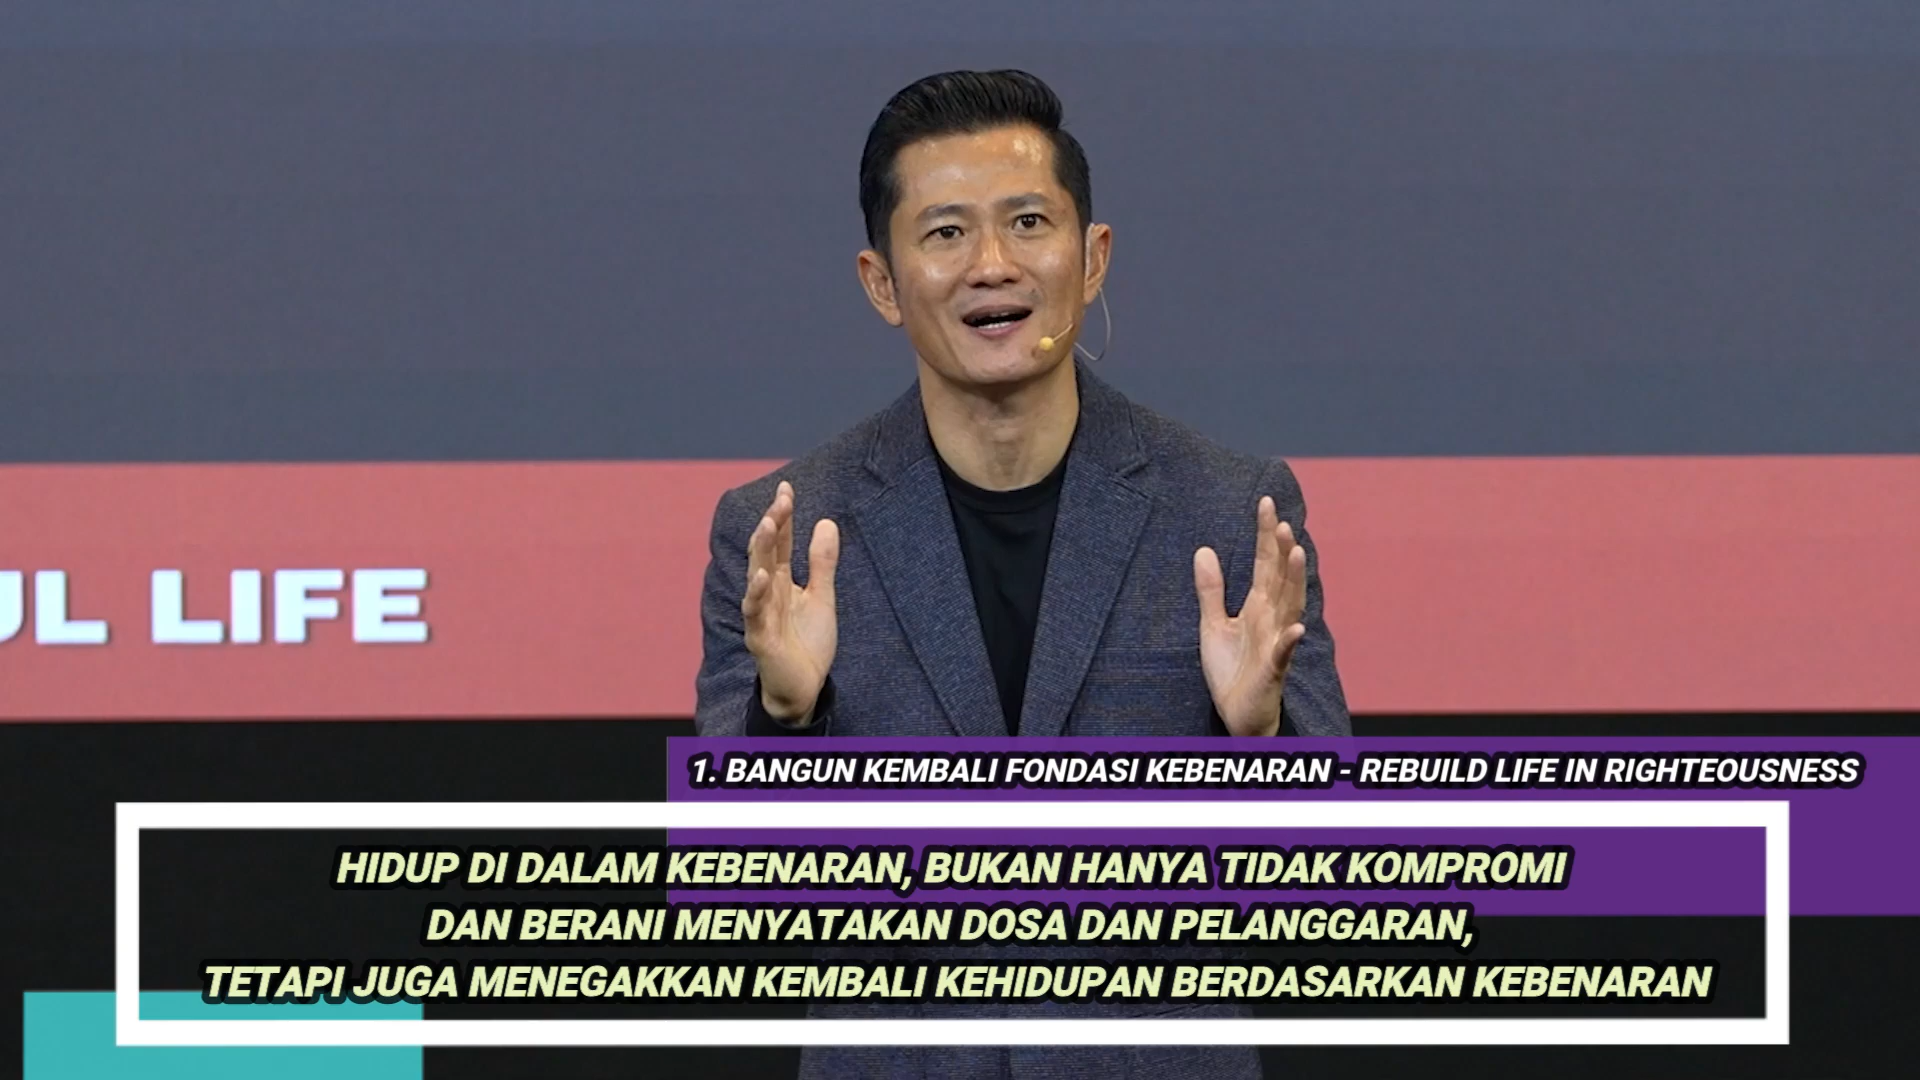 UL LIFE
1. BANGUN KEMBALI FONDASI KEBENARAN - REBUILD LIFE IN RIGHTEOUSNESS
HIDUP DI DALAM KEBENARAN, BUKAN HANYA TIDAK KOMPROMI
DAN BERANI MENYATAKAN DOSA DAN PELANGGARAN,
TETAPI JUGA MENEGAKKAN KEMBALI KEHIDUPAN BERDASARKAN KEBENARAN